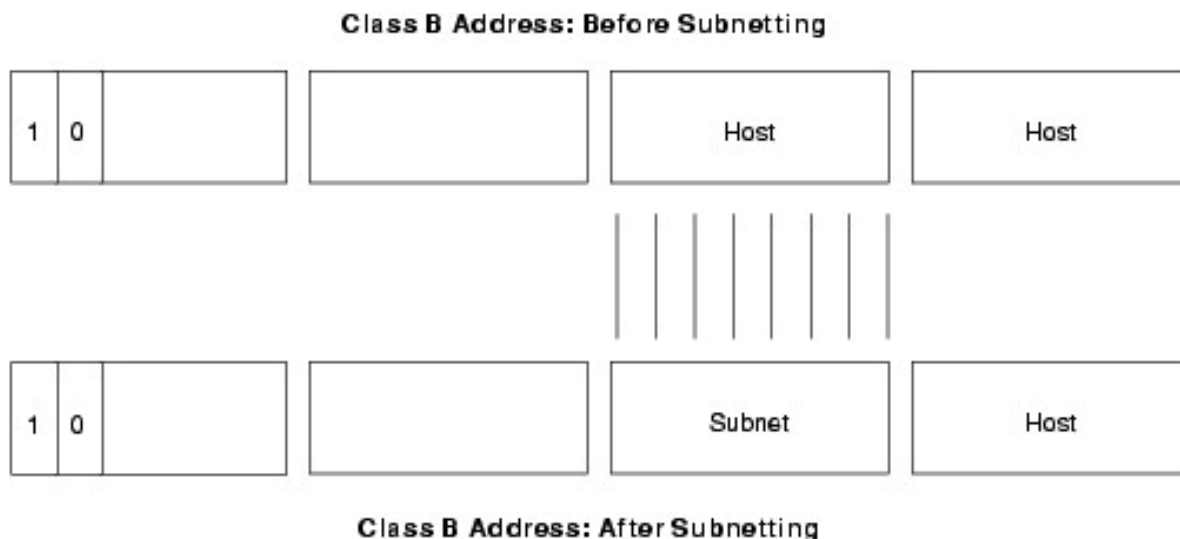 Class B Address: Before Subnetting
1 0 Host Host
1 0 Subnet Host
Class B Address: After Subnetting